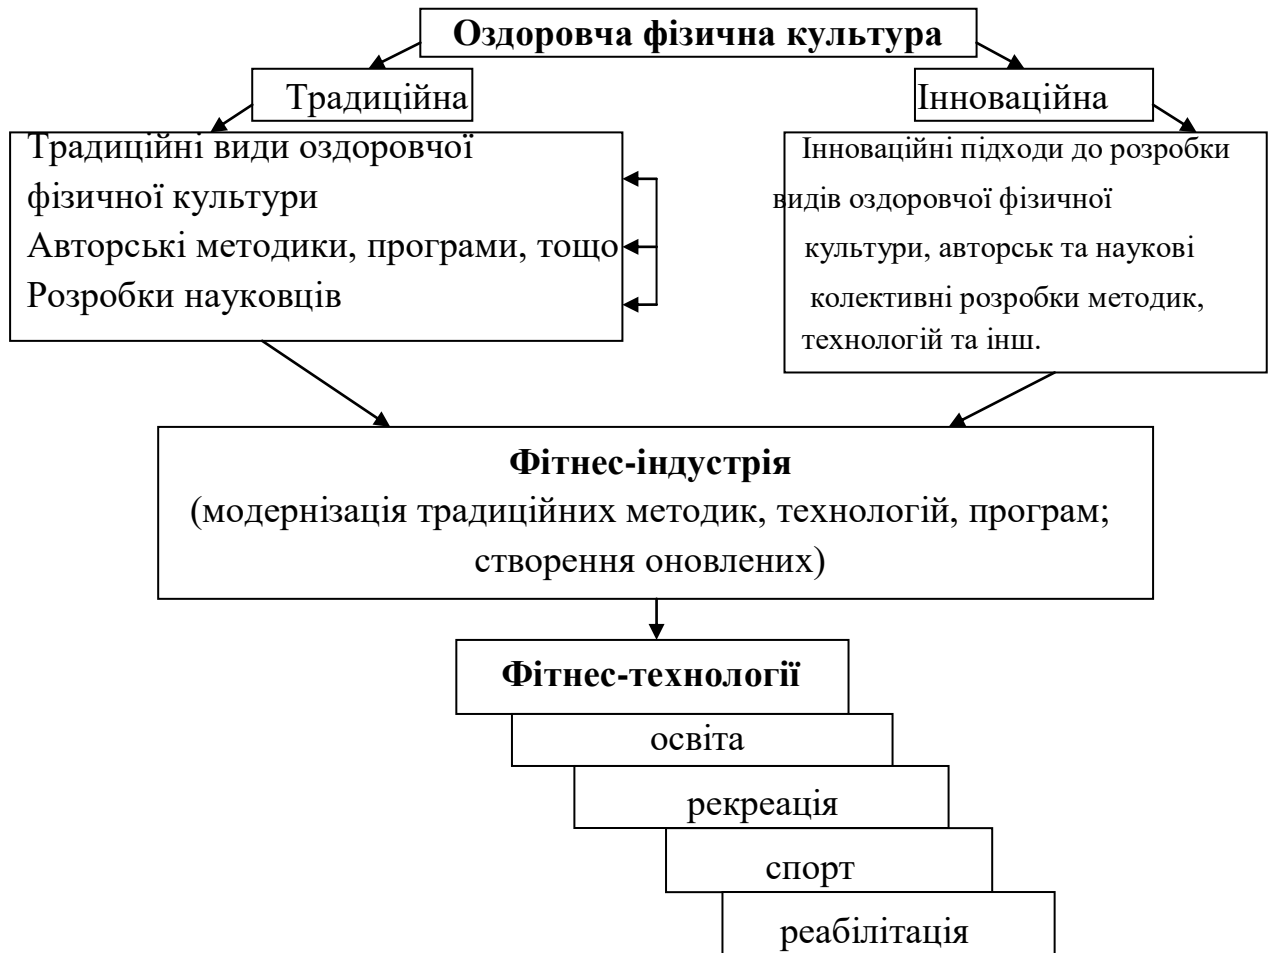 Оздоровча фізична культура
Традиційна
Інноваційна
Традиційні види оздоровчої
фізичної культури
Авторські методики, програми, тощо
Розробки науковців
Інноваційні підходи до розробки
видів оздоровчої фізичної
культури, авторськ та наукові
колективні розробки методик,
технологій та інш.
Фітнес-індустрія
(модернізація традиційних методик, технологій, програм;
створення оновлених)
Фітнес-технології
освіта
рекреація
спорт
реабілітація